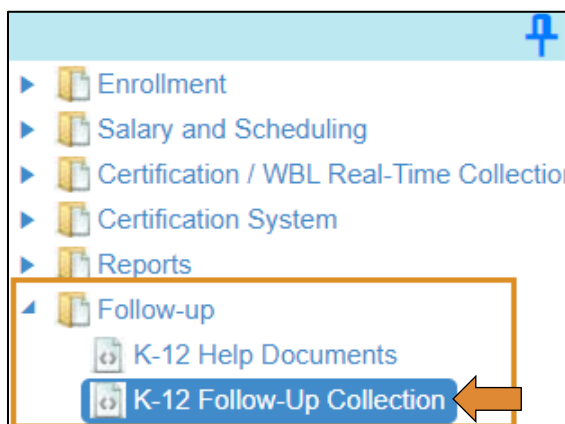 Enrollment
Salary and Scheduling
Certification / WBL Real-Time Collection
Certification System
Reports
Follow-up
K-12 Help Documents
K-12 Follow-Up Collection